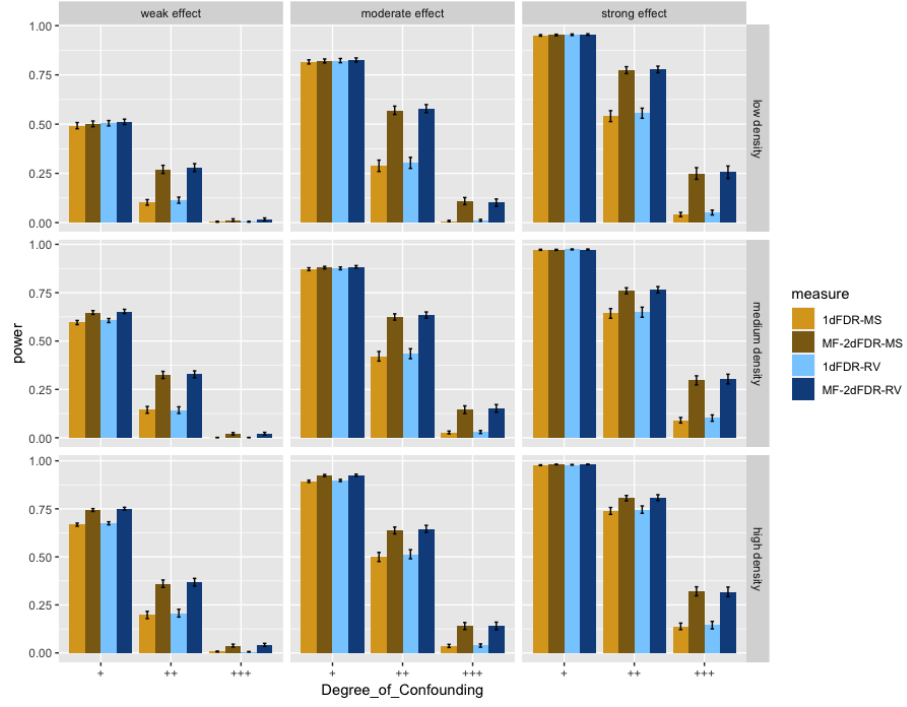 weak effect
moderate effect
strong effect
1.00
0.75
0.50
0.25
0.00
low density
1.00
0.75
0.50
0.25
0.00
medium density
1.00
0.75
0.50
0.25
0.00
high density
power
+ ++ +++
+ ++ +++
+ ++ +++
Degree_of_Confounding
measure
1dFDR-MS
MF-2dFDR-MS
1dFDR-RV
MF-2dFDR-RV